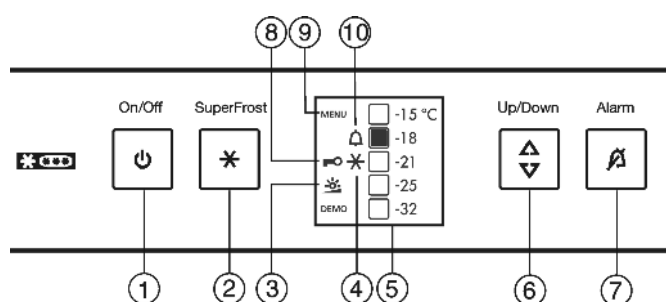 ⑧ ⑨ ⑩
On/Off SuperFrost Up/Down Alarm
MENU -15 °C
-18
-21
-25
DEMO -32
① ② ③ ④ ⑤ ⑥ ⑦